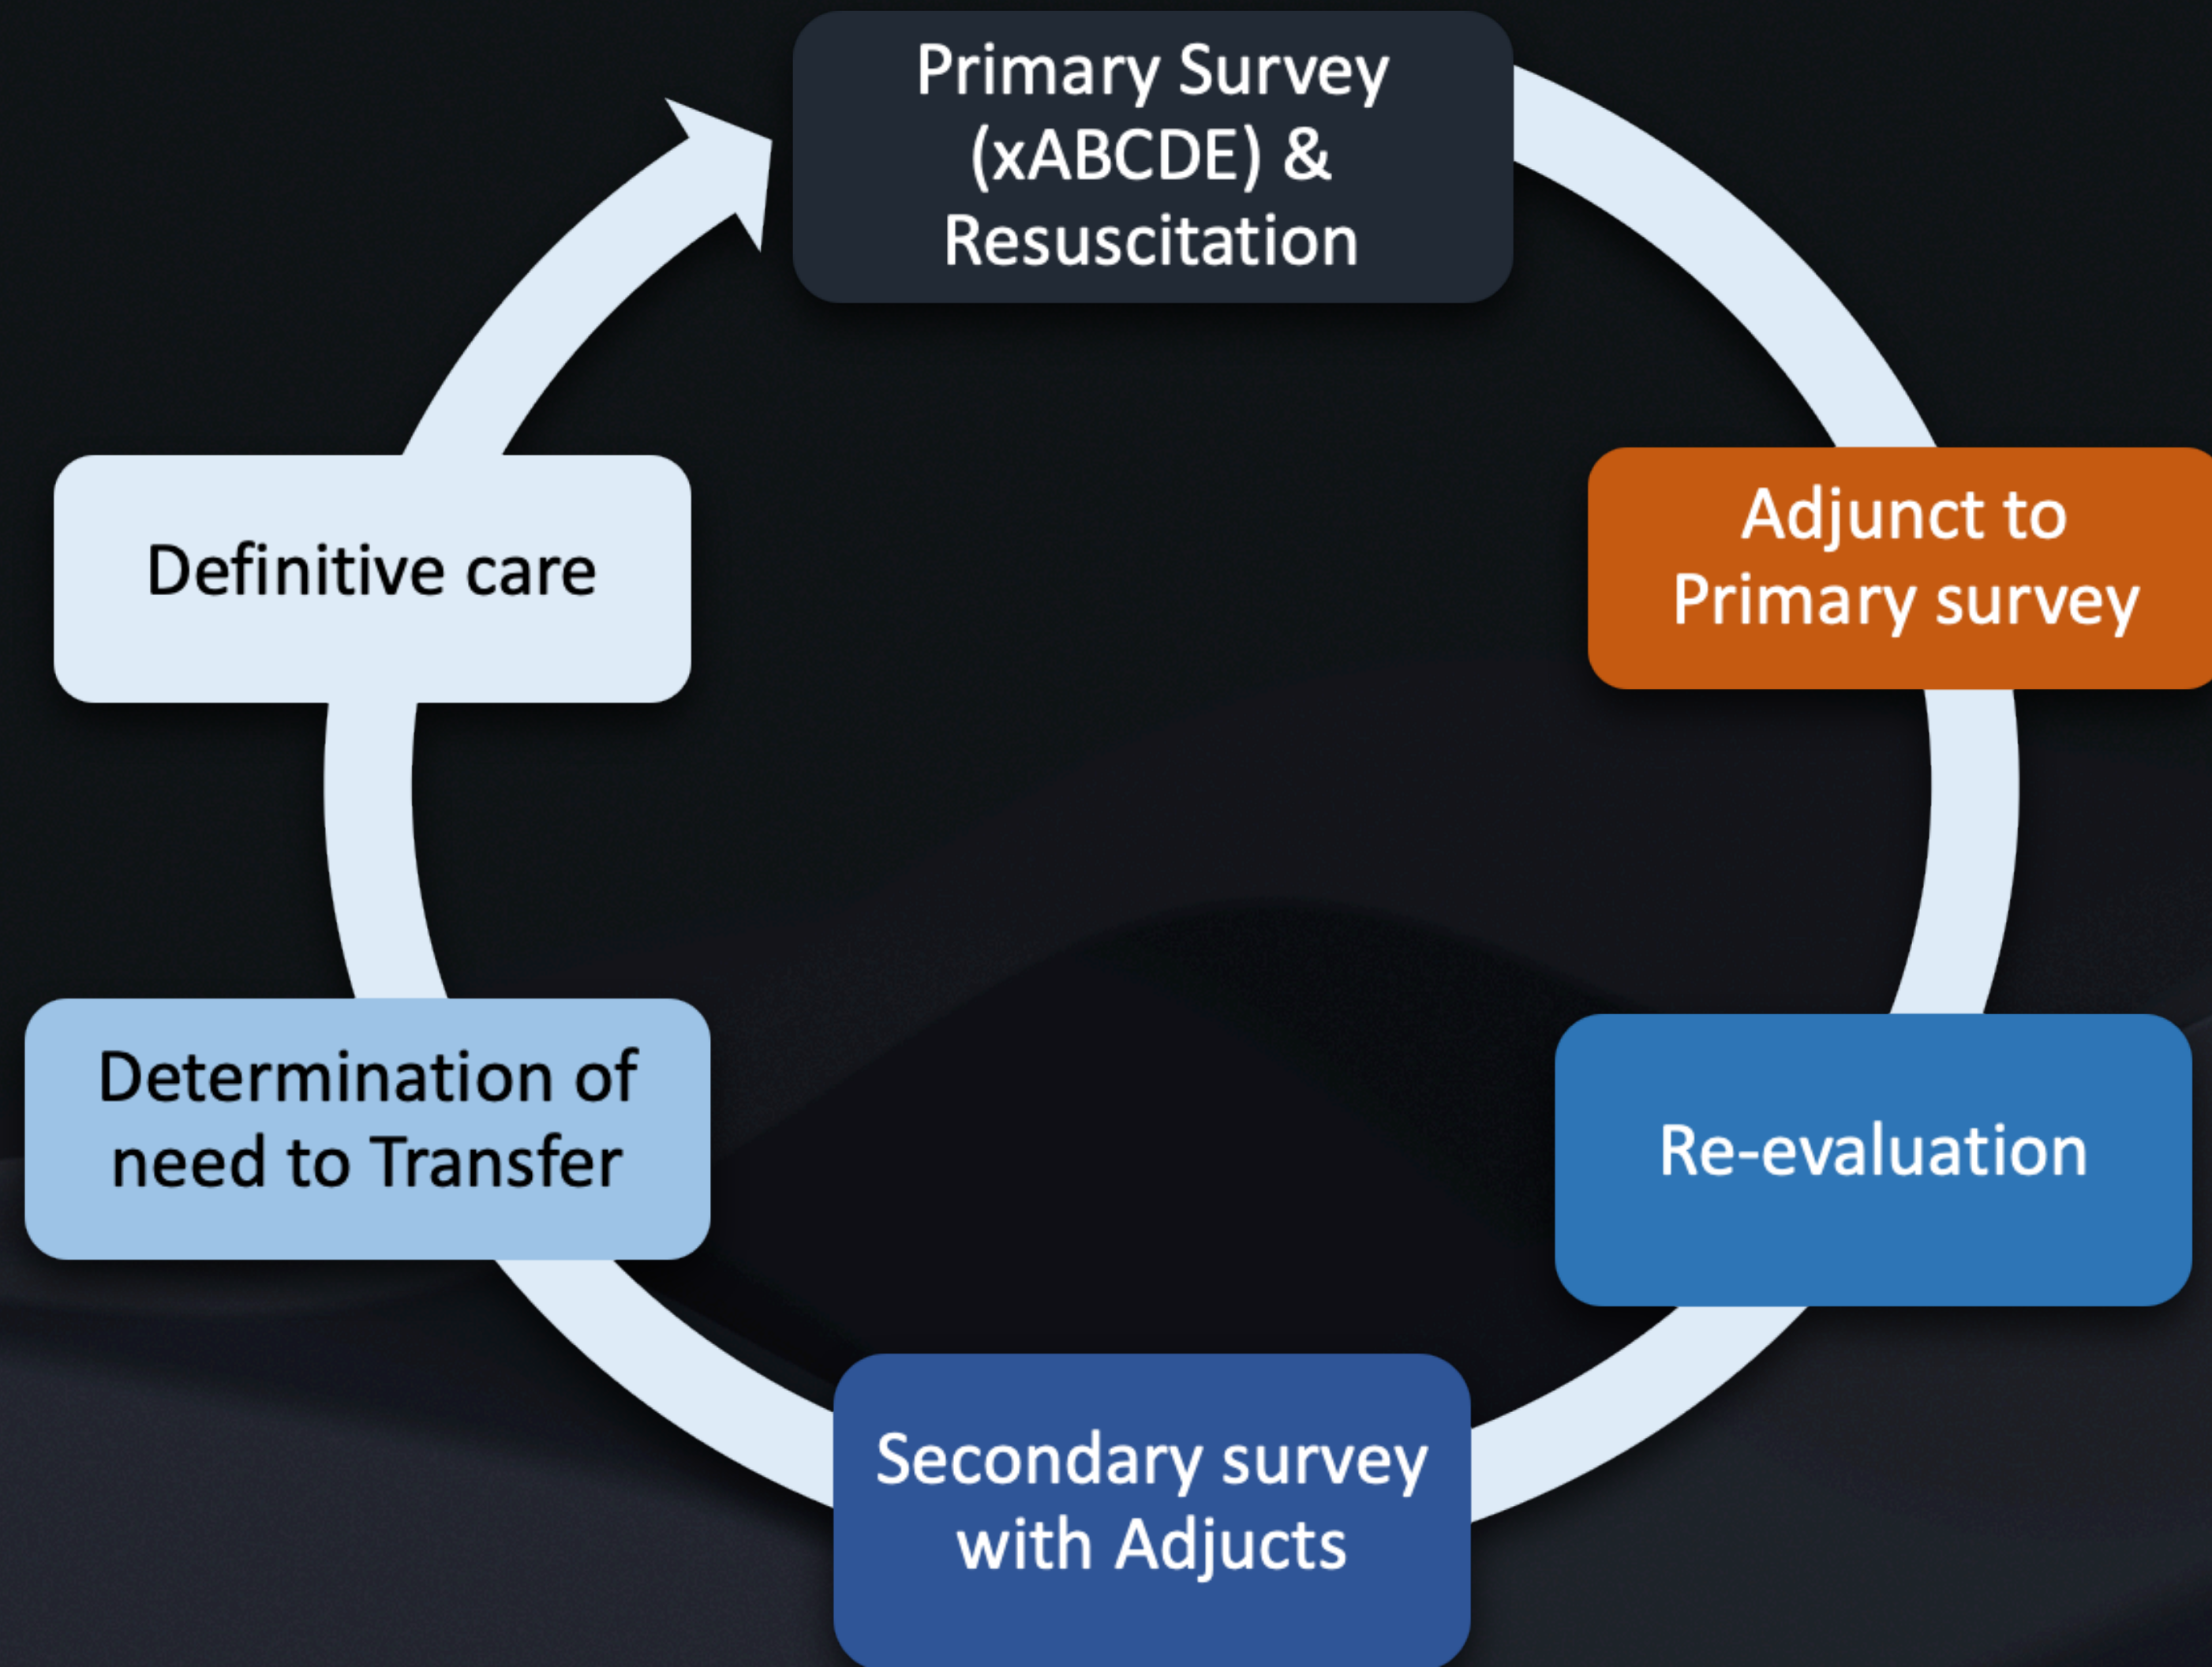 Primary Survey
(xABCDE) &
Resuscitation
Adjunct to
Primary survey
Re-evaluation
Secondary survey
with Adjucts
Determination of
need to Transfer
Definitive care